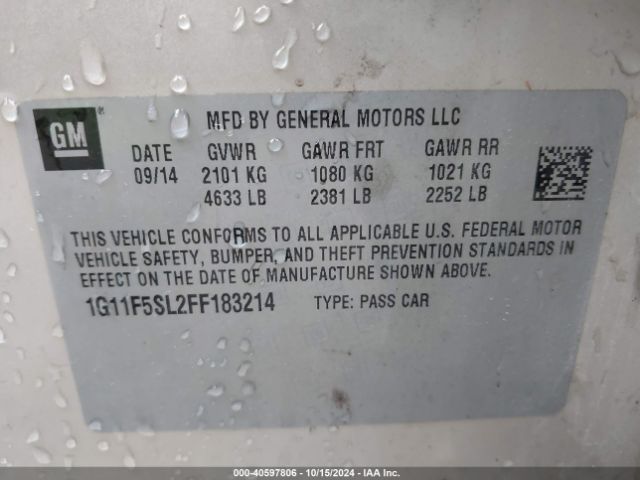 GM
MFD BY GENERAL MOTORS LLC
DATE GVWR GAWR FRT GAWR RR
09/14 2101 KG 1080 KG 1021 KG
4633 LB 2381 LB 2252 LB
THIS VEHICLE CONFORMS TO ALL APPLICABLE U.S. FEDERAL MOTOR
VEHICLE SAFETY, BUMPER, AND THEFT PREVENTION STANDARDS IN
EFFECT ON THE DATE OF MANUFACTURE SHOWN ABOVE.
1G11F5SL2FF183214 TYPE: PASS CAR
000-40597806 - 10/15/2024 - IAA Inc.